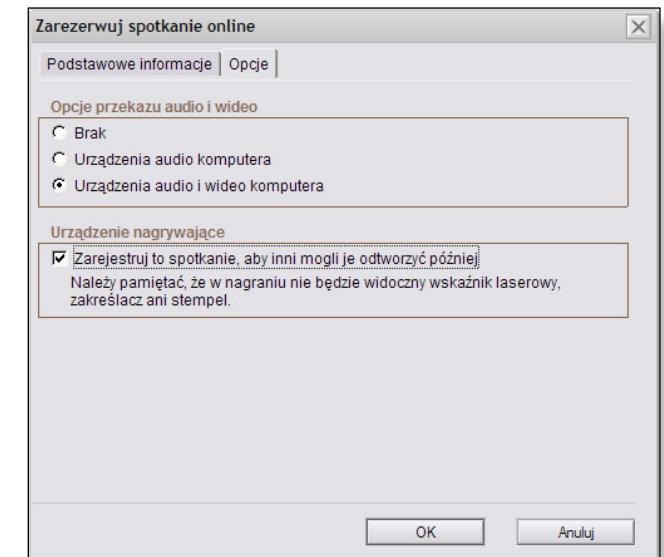 Zarezerwuj spotkanie online
Podstawowe informacje
Opcje
Opcje przekazu audio i wideo
Brak
Urządzenia audio komputera
Urządzenia audio i wideo komputera
Urządzenie nagrywające
Zarejestruj to spotkanie, aby inni mogli je odtworzyć później
Należy pamiętać, że w nagraniu nie będzie widoczny wskaźnik laserowy,
zakreślacz ani stempel.
OK
Anuluj